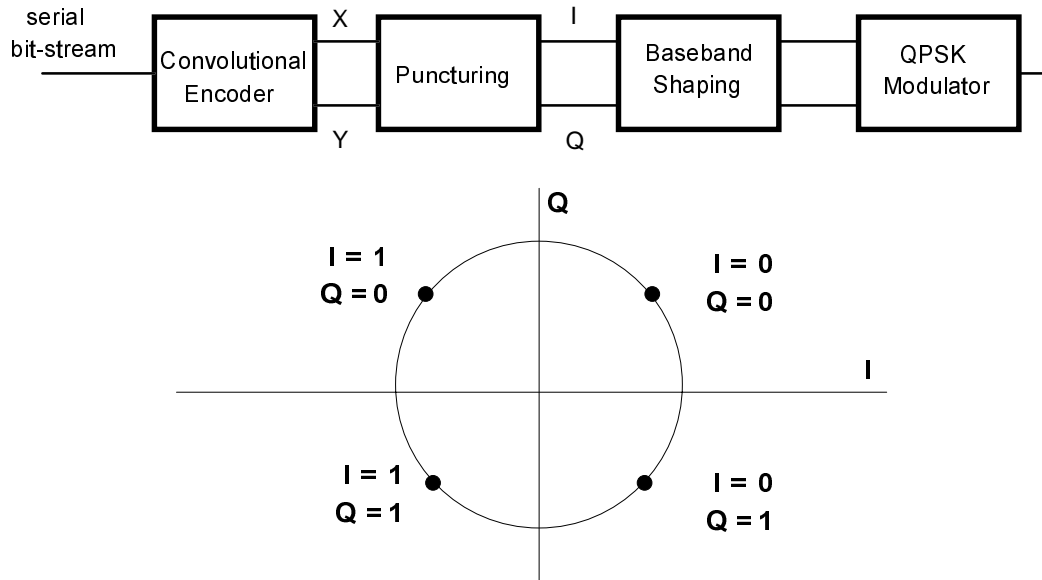 serial
bit-stream
Convolutional
Encoder
X
Y
Puncturing
I
Q
Baseband
Shaping
QPSK
Modulator
Q
I = 1
Q = 0
I = 0
Q = 0
I
I = 1
Q = 1
I = 0
Q = 1